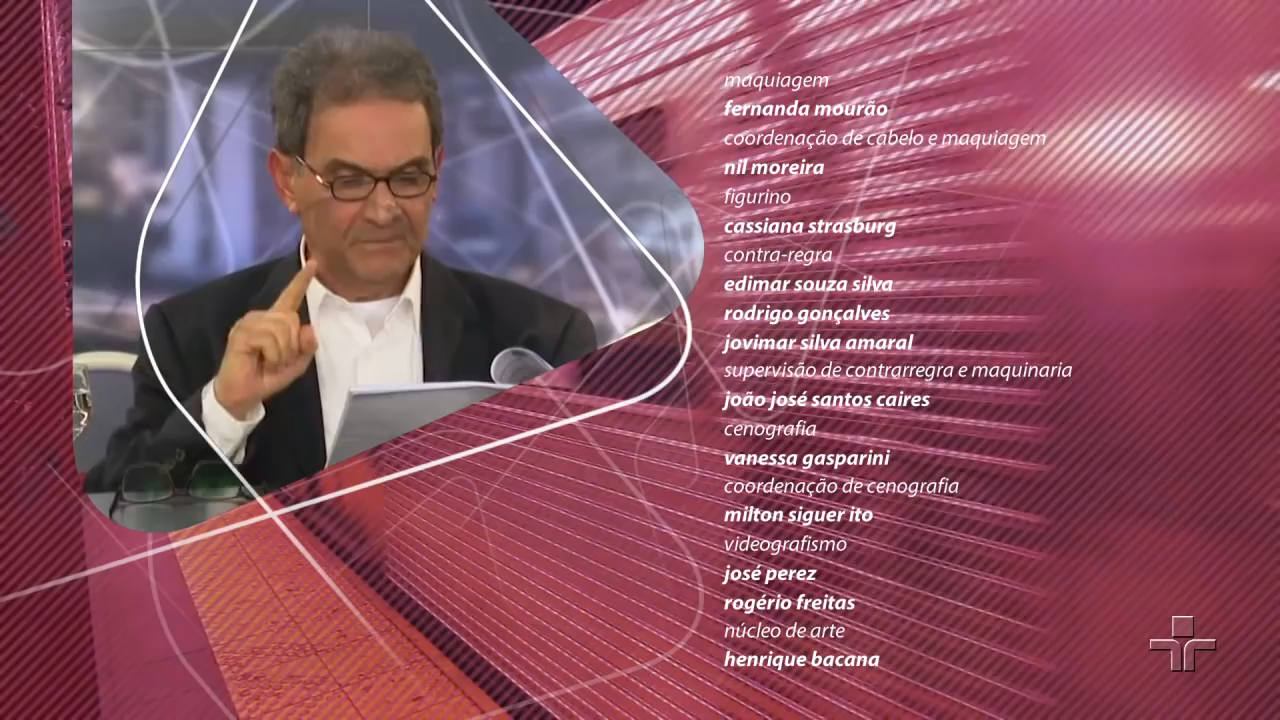 maquiagem
fernanda mourão
coordenação de cabelo e maquiagem
nil moreira
figurino
cassiana strasburg
contra-regra
edimar souza silva
rodrigo gonçalves
jovimar silva amaral
supervisão de contrarregra e maquinaria
joão josé santos caires
cenografia
vanessa gasparini
coordenação de cenografia
milton siguer ito
videografismo
josé perez
rogério freitas
núcleo de arte
henrique bacana